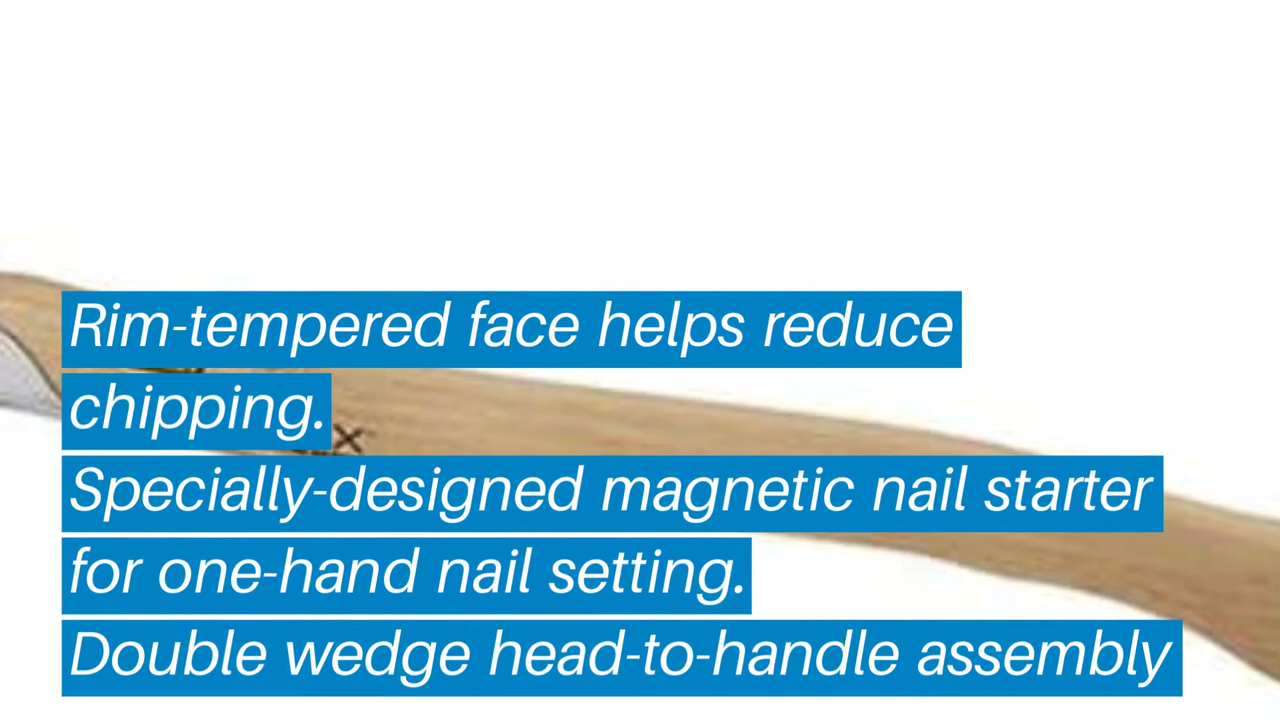 Rim-tempered face helps reduce
chipping.
Specially-designed magnetic nail starter
for one-hand nail setting.
Double wedge head-to-handle assembly